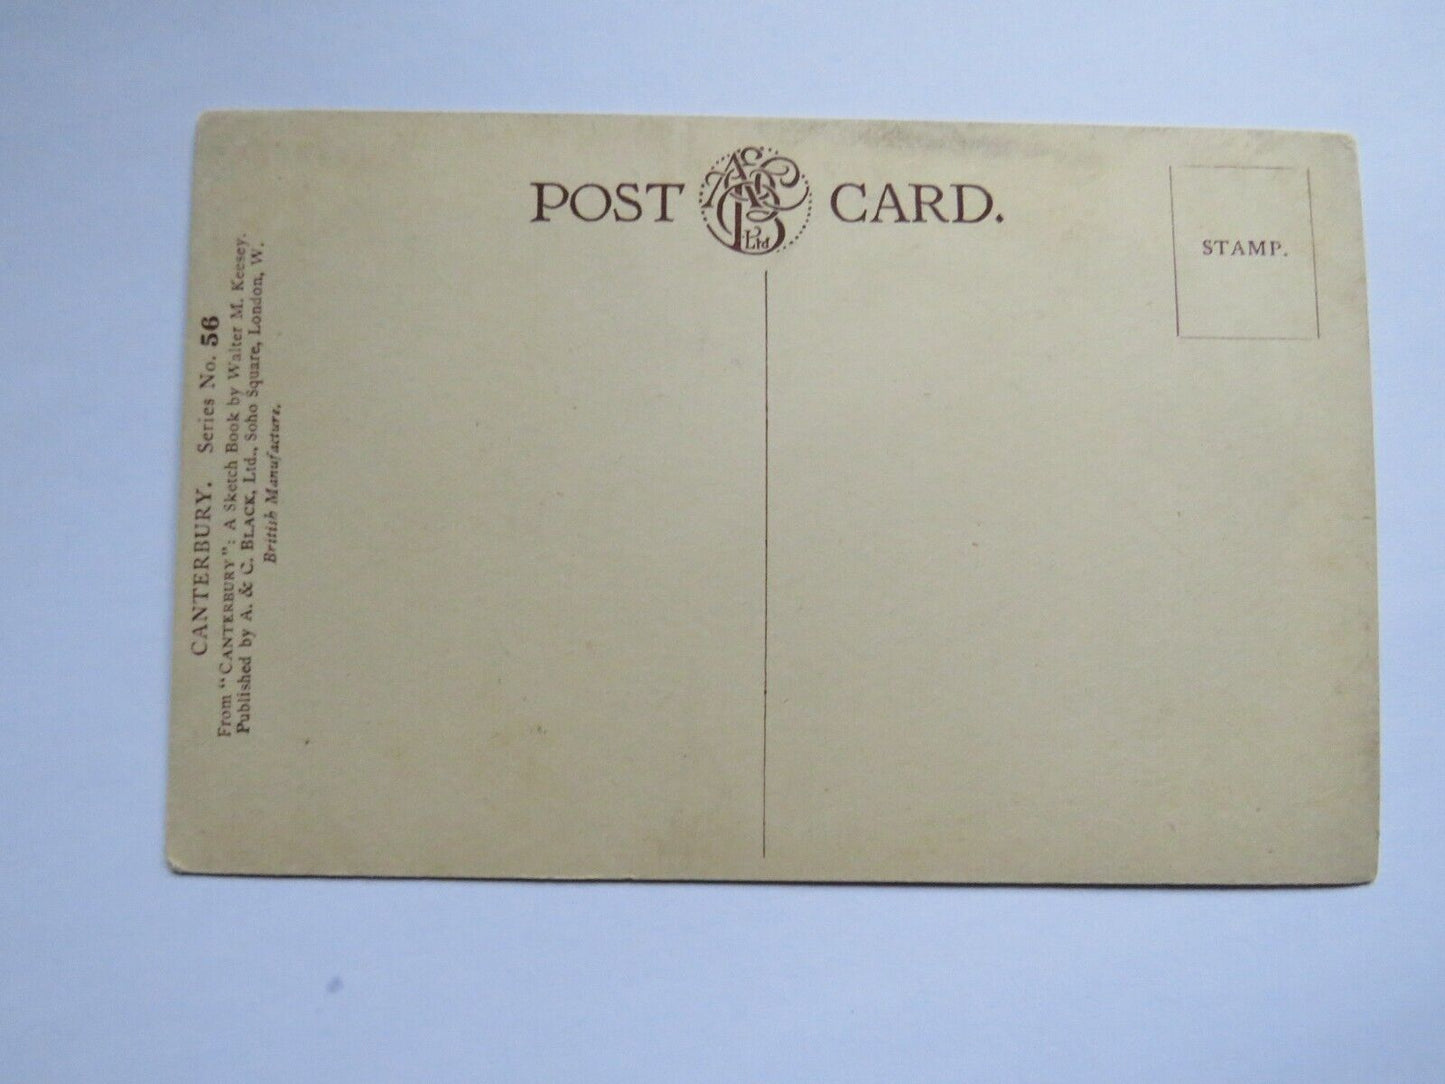 POST CARD.
A & C B Ltd
STAMP.
CANTERBURY. Series No. 56
From "CANTERBURY": A Sketch Book by Walter M. Keesey.
Published by A. & C. BLACK, Ltd., Soho Square, London, W.
British Manufacture.